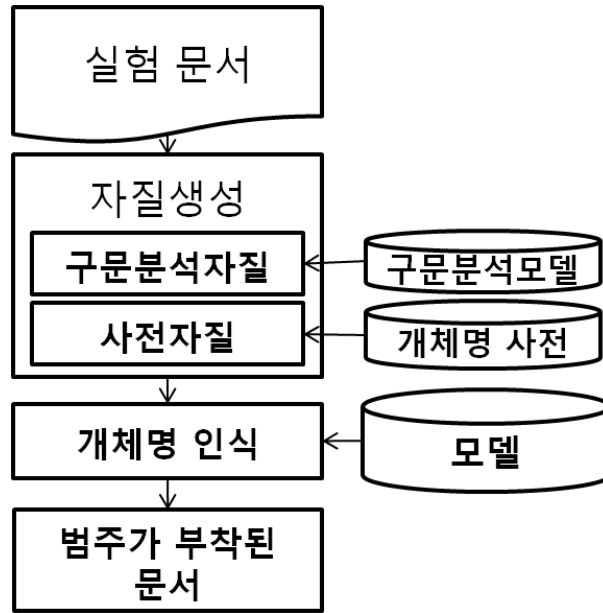 실험 문서
자질생성
구문분석자질
구문분석모델
사전자질
개체명 사전
개체명 인식
모델
범주가 부착된
문서